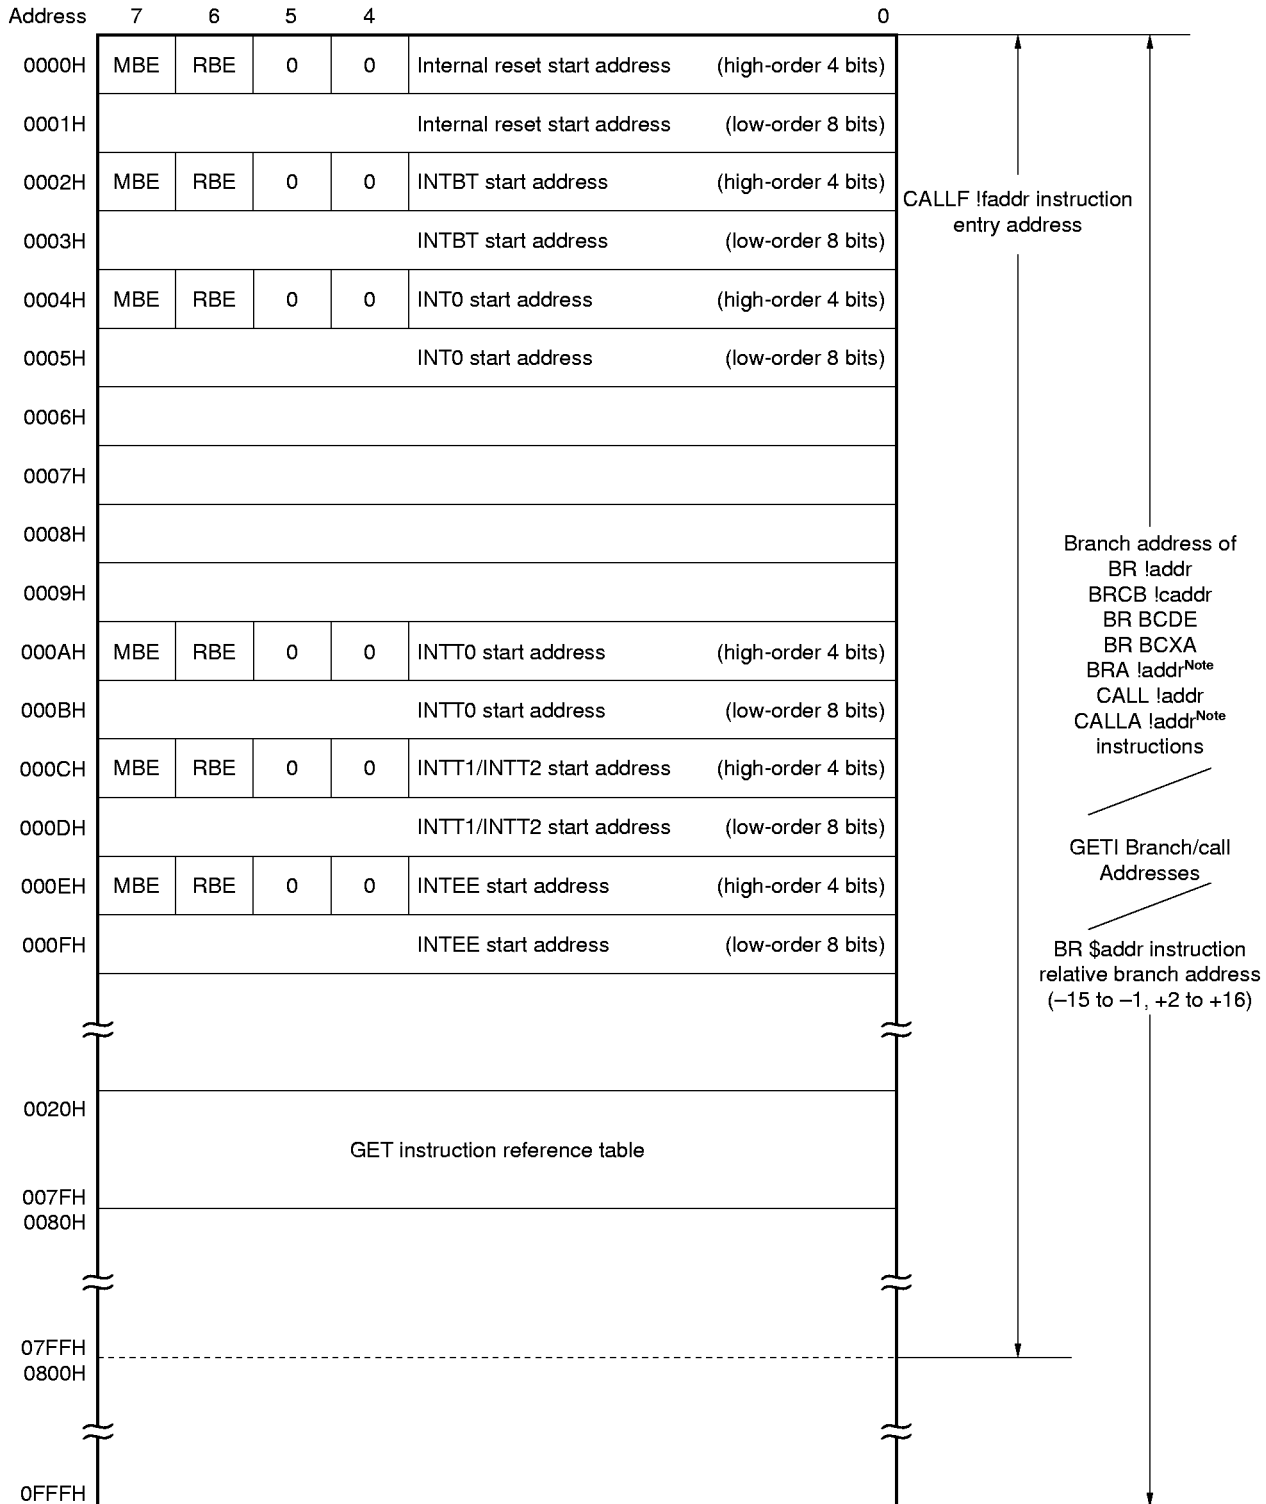 Address 7 6 5 4 0
0000H MBE RBE 0 0 Internal reset start address (high-order 4 bits)
0001H Internal reset start address (low-order 8 bits)
0002H MBE RBE 0 0 INTBT start address (high-order 4 bits)
CALLF !faddr instruction
entry address
0003H INTBT start address (low-order 8 bits)
0004H MBE RBE 0 0 INT0 start address (high-order 4 bits)
0005H INT0 start address (low-order 8 bits)
0006H
0007H
0008H
0009H
000AH MBE RBE 0 0 INTT0 start address (high-order 4 bits)
000BH INTT0 start address (low-order 8 bits)
000CH MBE RBE 0 0 INTT1/INTT2 start address (high-order 4 bits)
000DH INTT1/INTT2 start address (low-order 8 bits)
000EH MBE RBE 0 0 INTEE start address (high-order 4 bits)
000FH INTEE start address (low-order 8 bits)
Branch address of
BR !addr
BRCB !caddr
BR BCDE
BR BCXA
BRA !addrNote
CALL !addr
CALLA !addrNote
instructions
GETI Branch/call
Addresses
BR $addr instruction
relative branch address
(–15 to –1, +2 to +16)
0020H
GET instruction reference table
007FH
0080H
07FFH
0800H
0FFFH